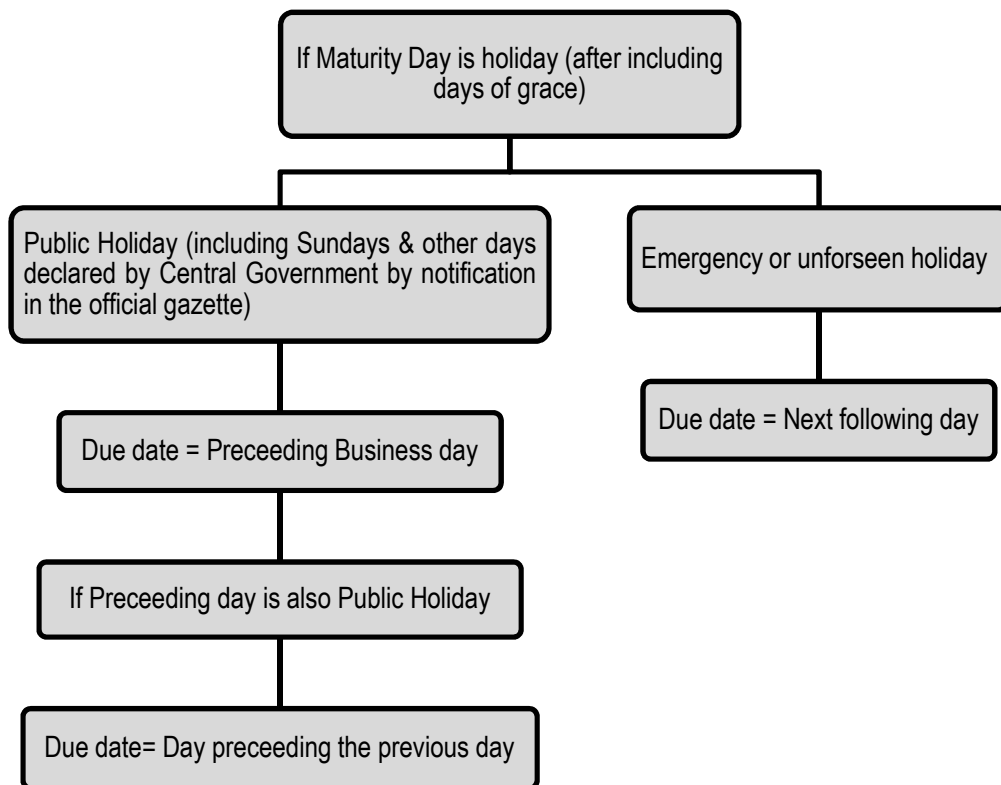 If Maturity Day is holiday (after including
days of grace)
Public Holiday (including Sundays & other days
declared by Central Government by notification
in the official gazette)
Emergency or unforseen holiday
Due date = Preceeding Business day
Due date = Next following day
If Preceeding day is also Public Holiday
Due date= Day preceeding the previous day